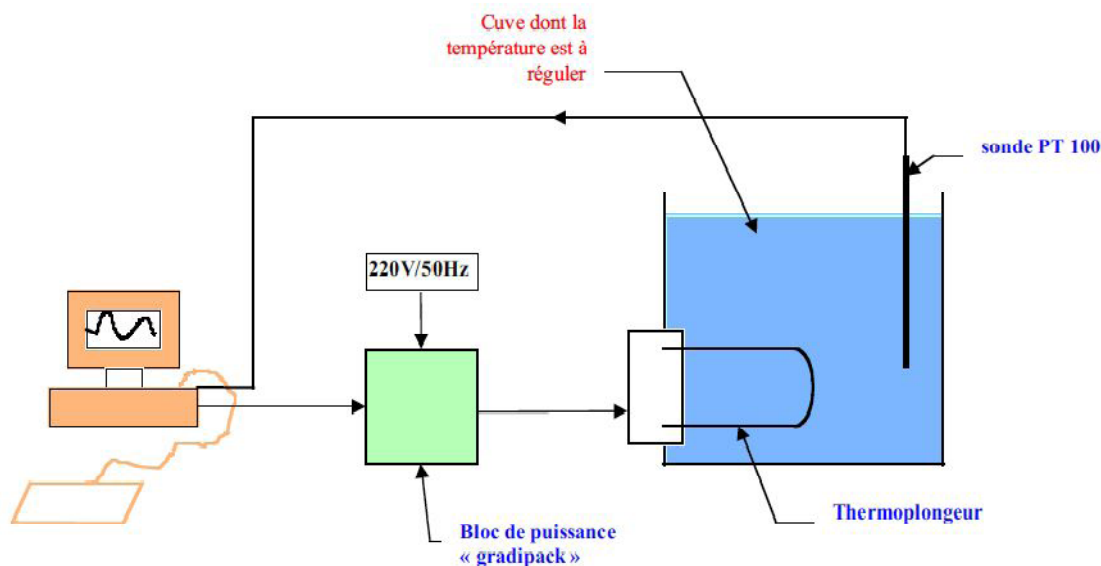 Cuve dont la
température est à
réguler
sonde PT 100
220V/50Hz
Thermoplongeur
Bloc de puissance
« gradipack »